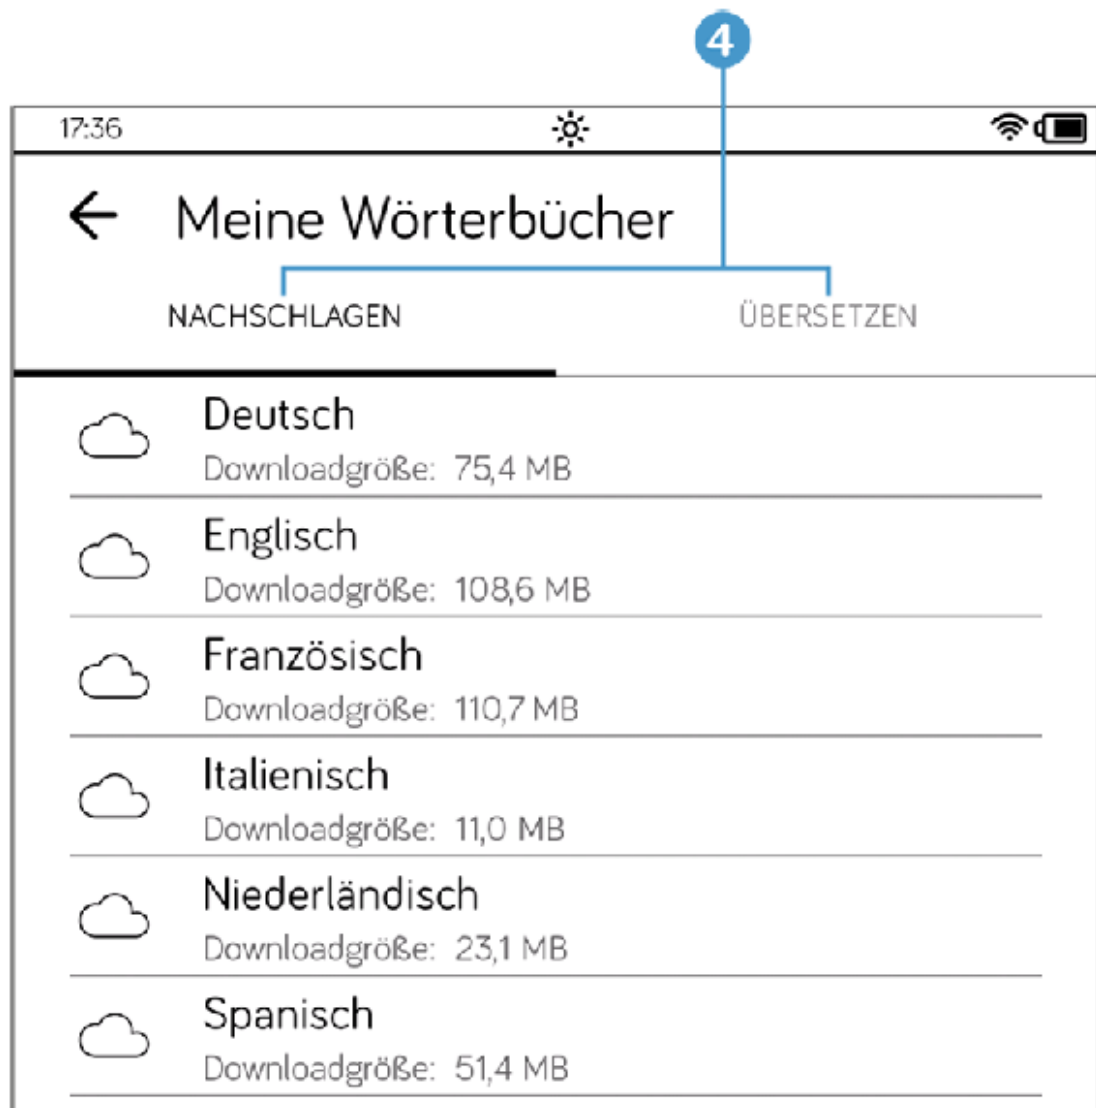 4
17:36
Meine Wörterbücher
NACHSCHLAGEN ÜBERSETZEN
Deutsch
Downloadgröße: 75,4 MB
Englisch
Downloadgröße: 108,6 MB
Französisch
Downloadgröße: 110,7 MB
Italienisch
Downloadgröße: 11,0 MB
Niederländisch
Downloadgröße: 23,1 MB
Spanisch
Downloadgröße: 51,4 MB